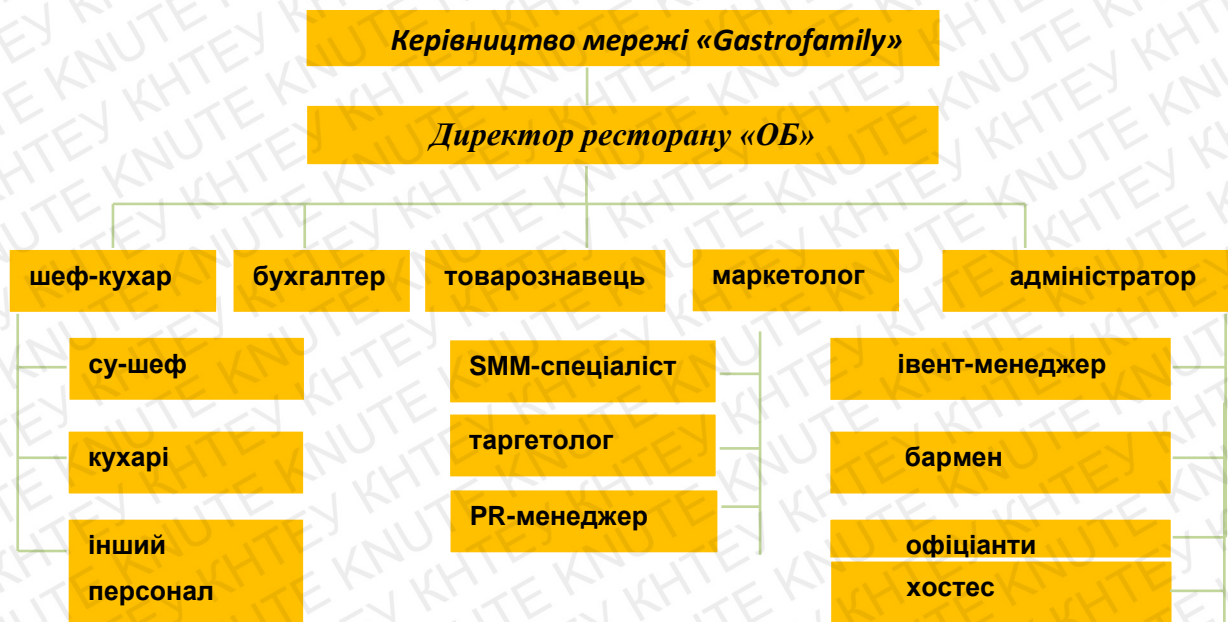 Керівництво мережі «Gastrofamily»
Директор ресторану «ОБ»
шеф-кухар
бухгалтер
товарознавець
маркетолог
адміністратор
су-шеф
кухарі
інший
персонал
SMM-спеціаліст
таргетолог
PR-менеджер
івент-менеджер
бармен
офіціанти
хостес